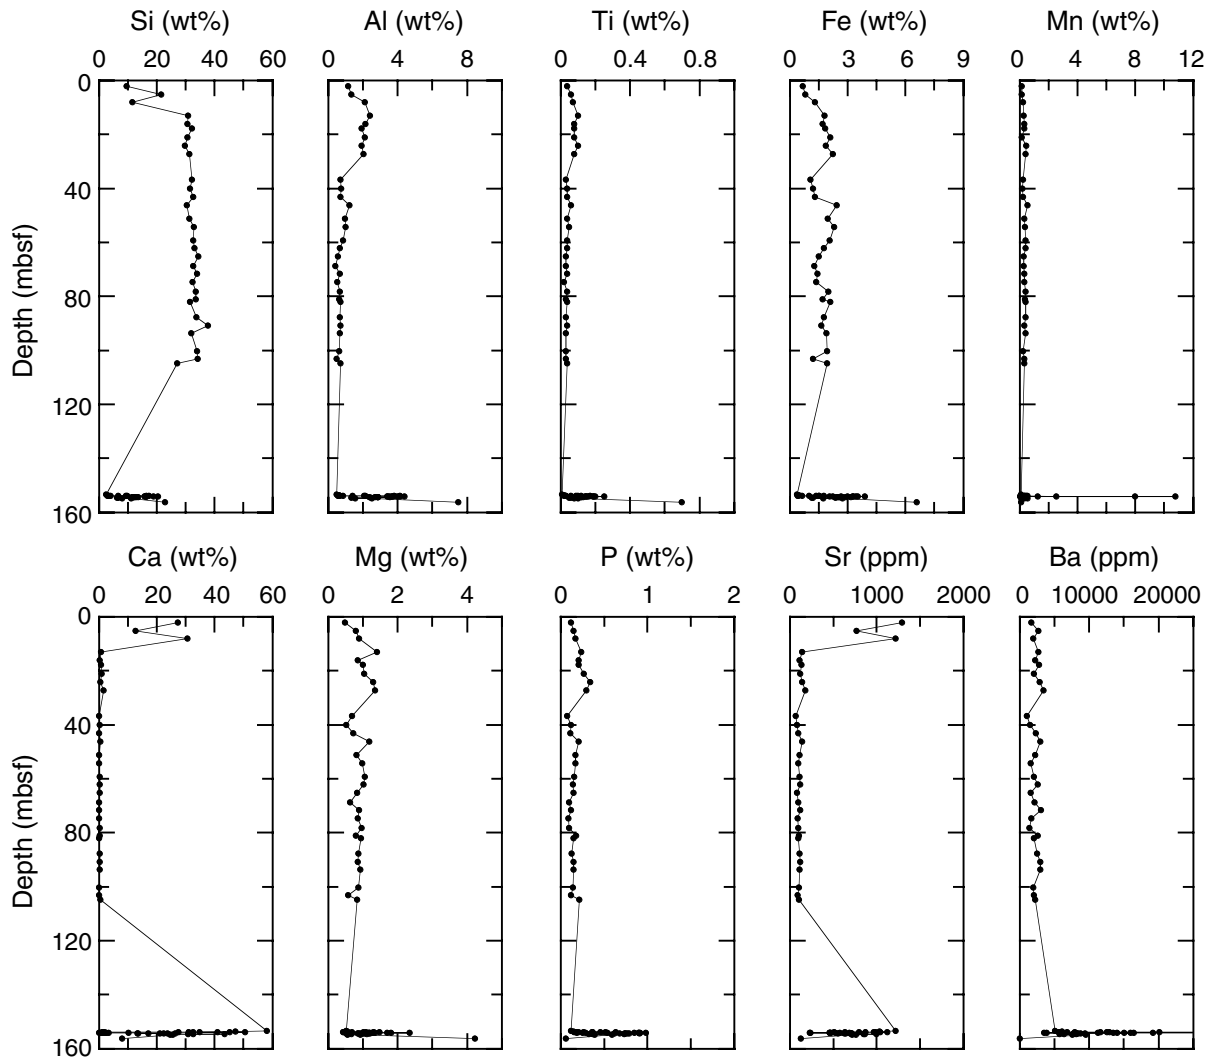 Si (wt%) Al (wt%) Ti (wt%) Fe (wt%) Mn (wt%)
0 20 40 60 0 4 8 0 0.4 0.8 0 3 6 9 0 4 8 12
0
40
80
120
160
Depth (mbsf)
Ca (wt%) Mg (wt%) P (wt%) Sr (ppm) Ba (ppm)
0 20 40 60 0 2 4 0 1 2 0 1000 2000 0 10000 20000
0
40
80
120
160
Depth (mbsf)